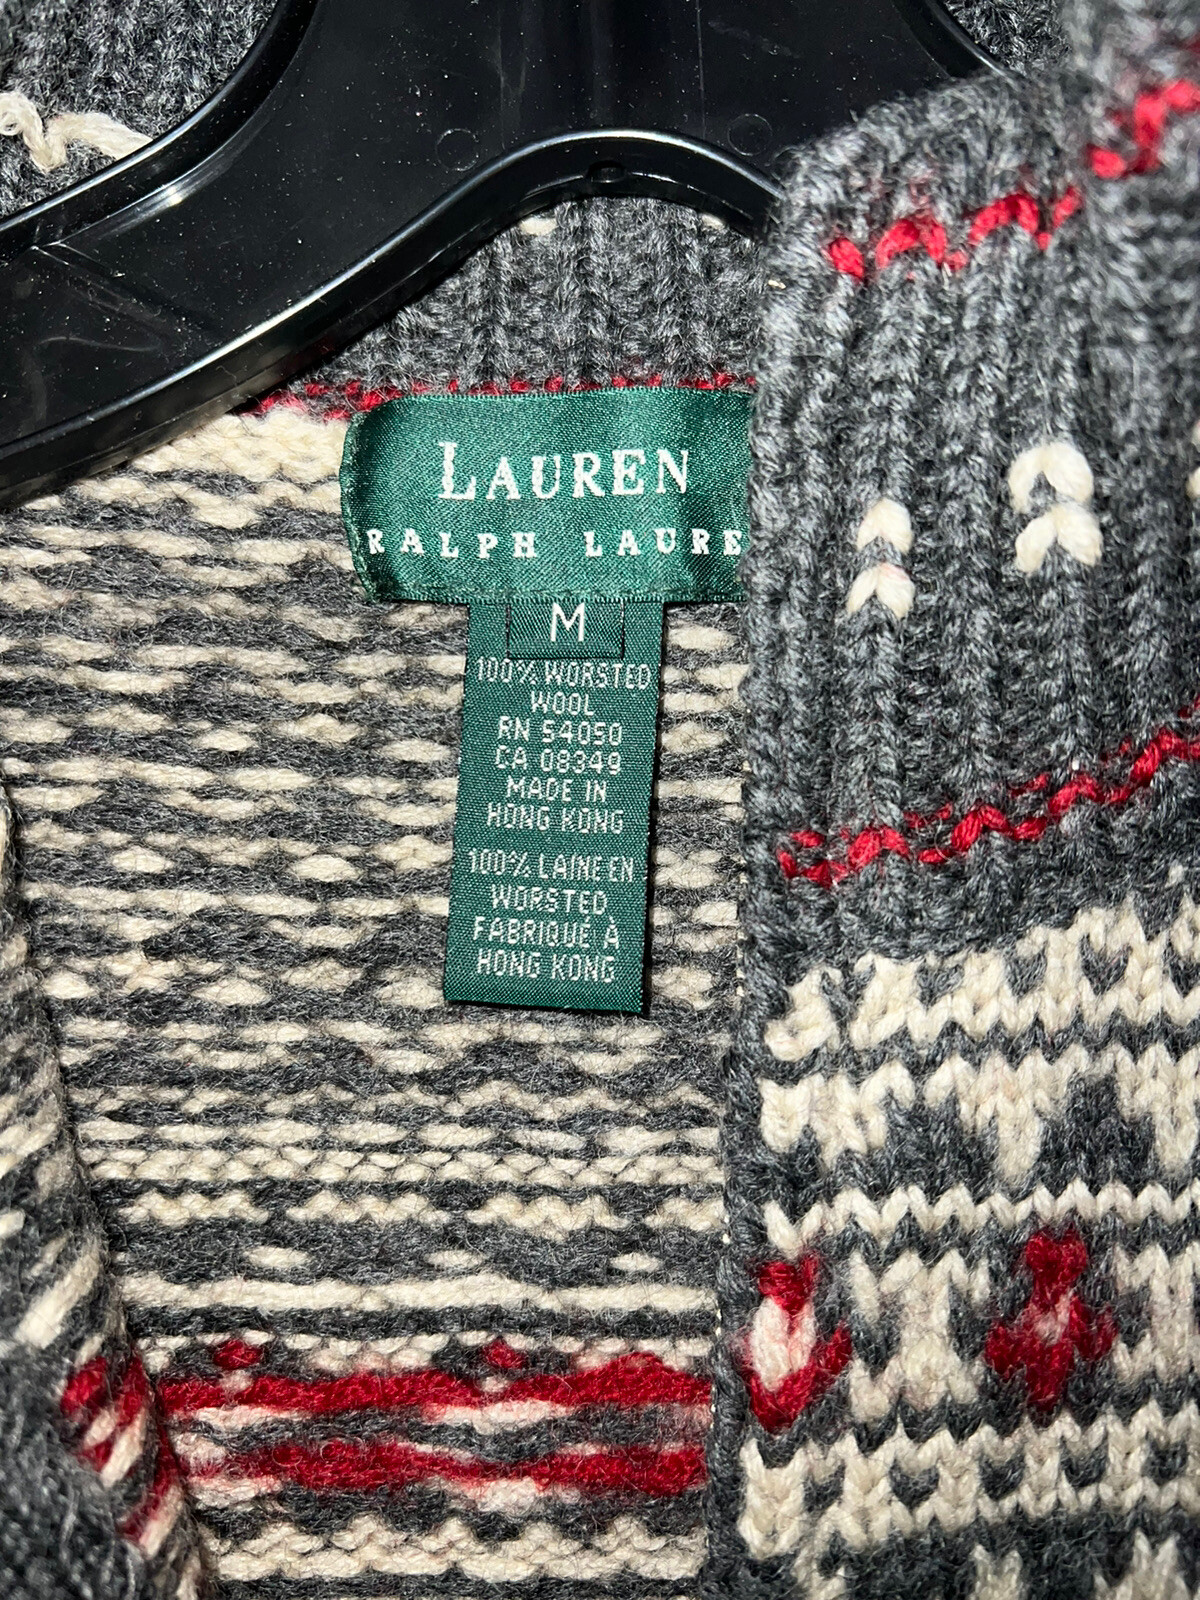 LAUREN
RALPH LAURE
M
100% WORSTED
WOOL
RN 54050
CA 08349
MADE IN
HONG KONG
100% LAINE EN
WORSTED
FABRIQUÉ À
HONG KONG